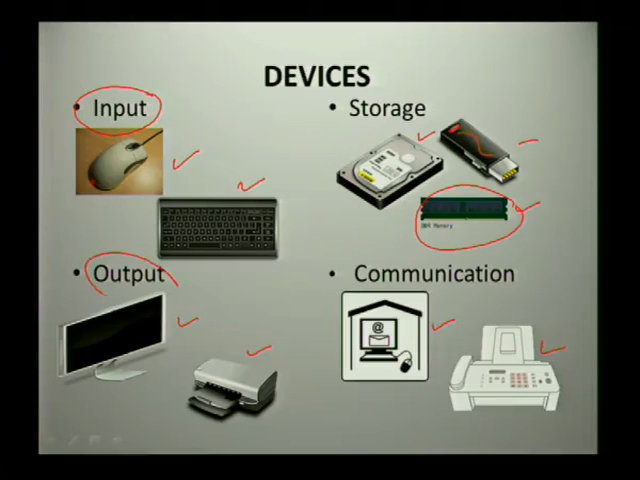 DEVICES
• Input
• Storage
• Output
• Communication
@